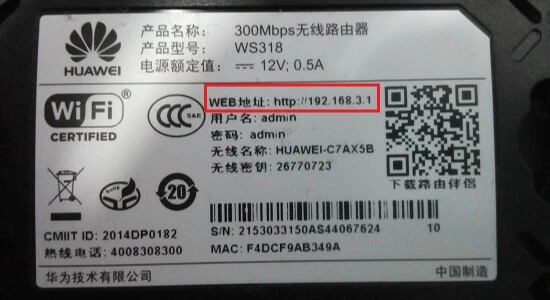 HUAWEI
产品名称: 300Mbps无线路由器
产品型号: WS318
电源额定值: ⎓ 12V; 0.5A
Wi Fi®
CERTIFIED
CCC S&E
WEB地址: http://192.168.3.1
用户名: admin
密码: admin
无线名称: HUAWEI-C7AX5B
无线密钥: 26770723
下载路由伴侣
20
CMIIT ID: 2014DP0182
热线电话: 4008308300
S/N: 2153033150AS44067624 10
MAC: F4DCF9AB349A
华为技术有限公司 中国制造